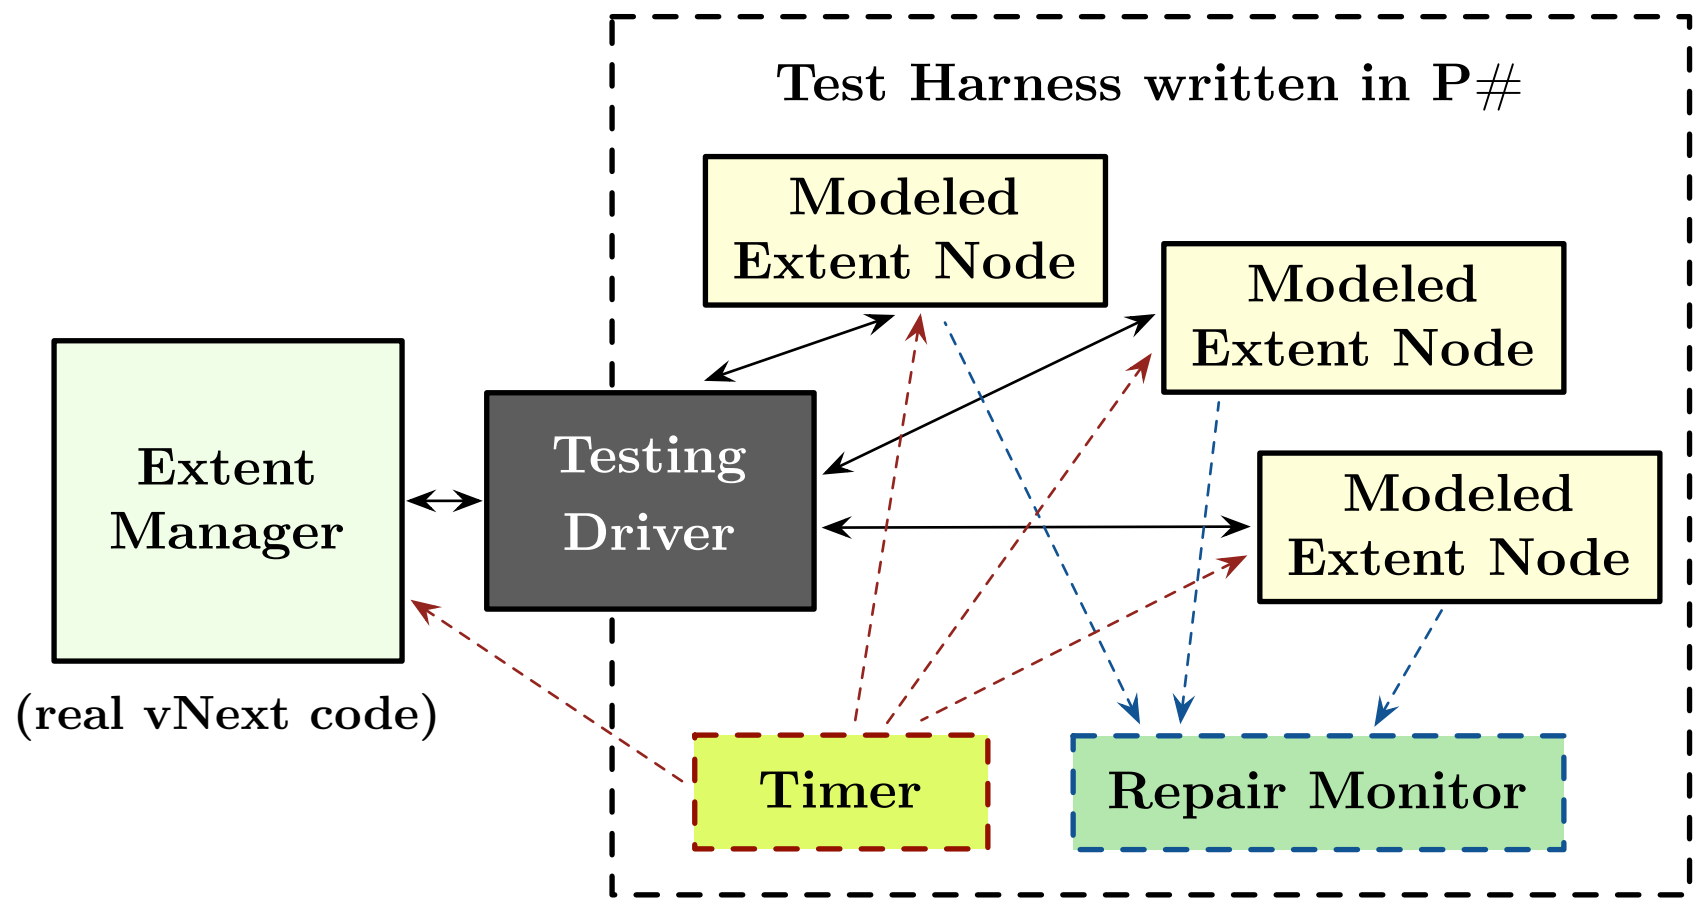 Test Harness written in P#
Modeled
Extent Node
Modeled
Extent Node
Extent
Manager
Testing
Driver
Modeled
Extent Node
(real vNext code)
Timer
Repair Monitor